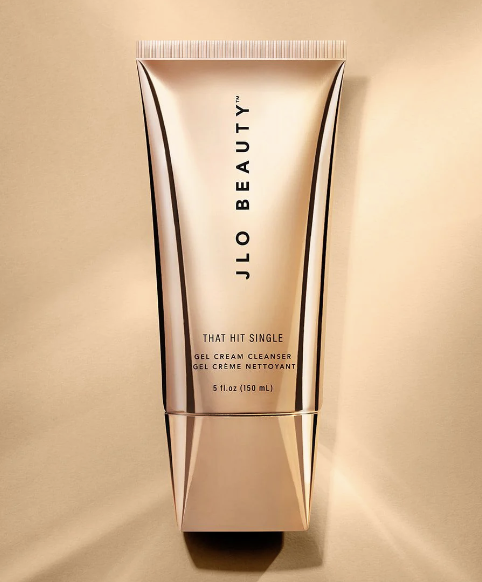 JLO BEAUTY™
THAT HIT SINGLE
GEL CREAM CLEANSER
GEL CRÈME NETTOYANT
5 fl.oz (150 mL)